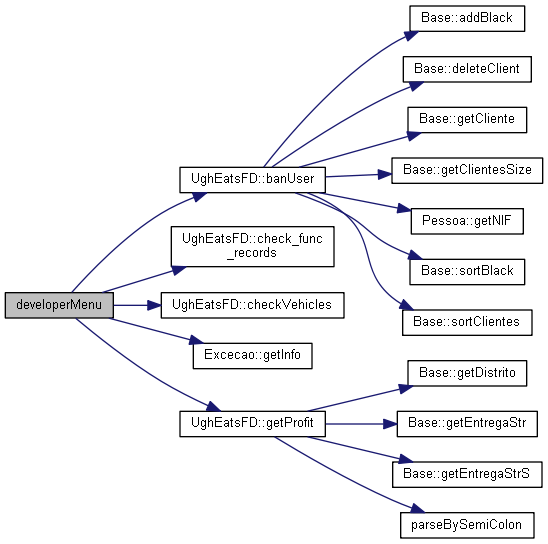 developerMenu
UghEatsFD::banUser
UghEatsFD::check_func
_records
UghEatsFD::checkVehicles
Excecao::getInfo
UghEatsFD::getProfit
Base::addBlack
Base::deleteClient
Base::getCliente
Base::getClientesSize
Pessoa::getNIF
Base::sortBlack
Base::sortClientes
Base::getDistrito
Base::getEntregaStr
Base::getEntregaStrS
parseBySemiColon